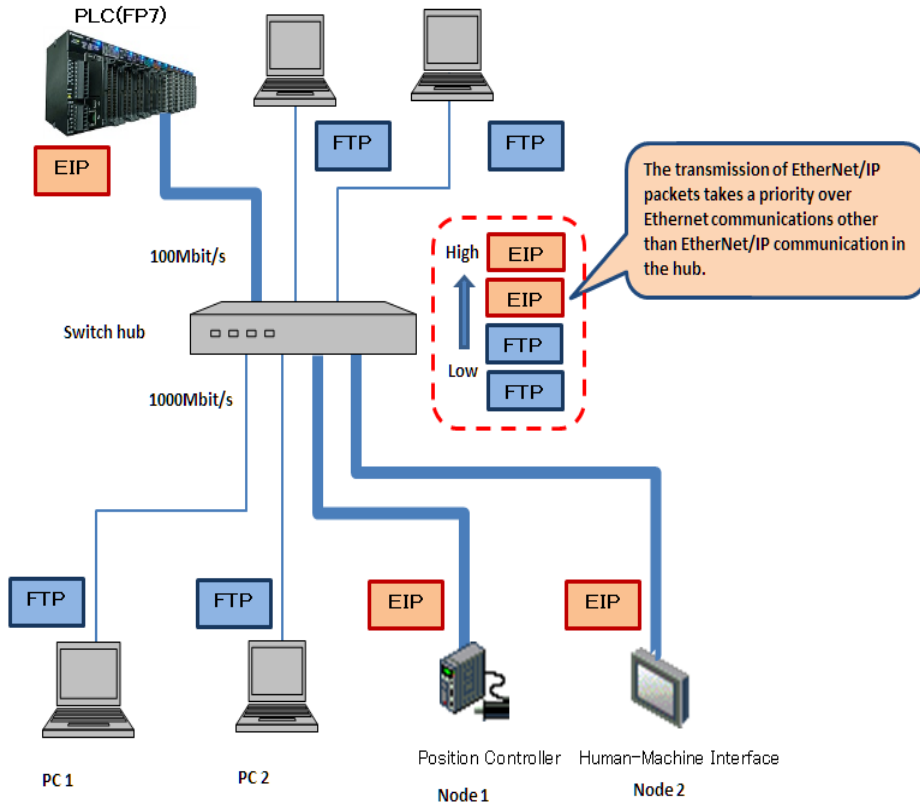 PLC(FP7)
FTP
FTP
EIP
The transmission of EtherNet/IP
packets takes a priority over
Ethernet communications other
than EtherNet/IP communication in
the hub.
100Mbit/s
High
EIP
EIP
Switch hub
FTP
Low
FTP
1000Mbit/s
FTP
FTP
EIP
EIP
Position Controller
Human-Machine Interface
PC 1
PC 2
Node 1
Node 2